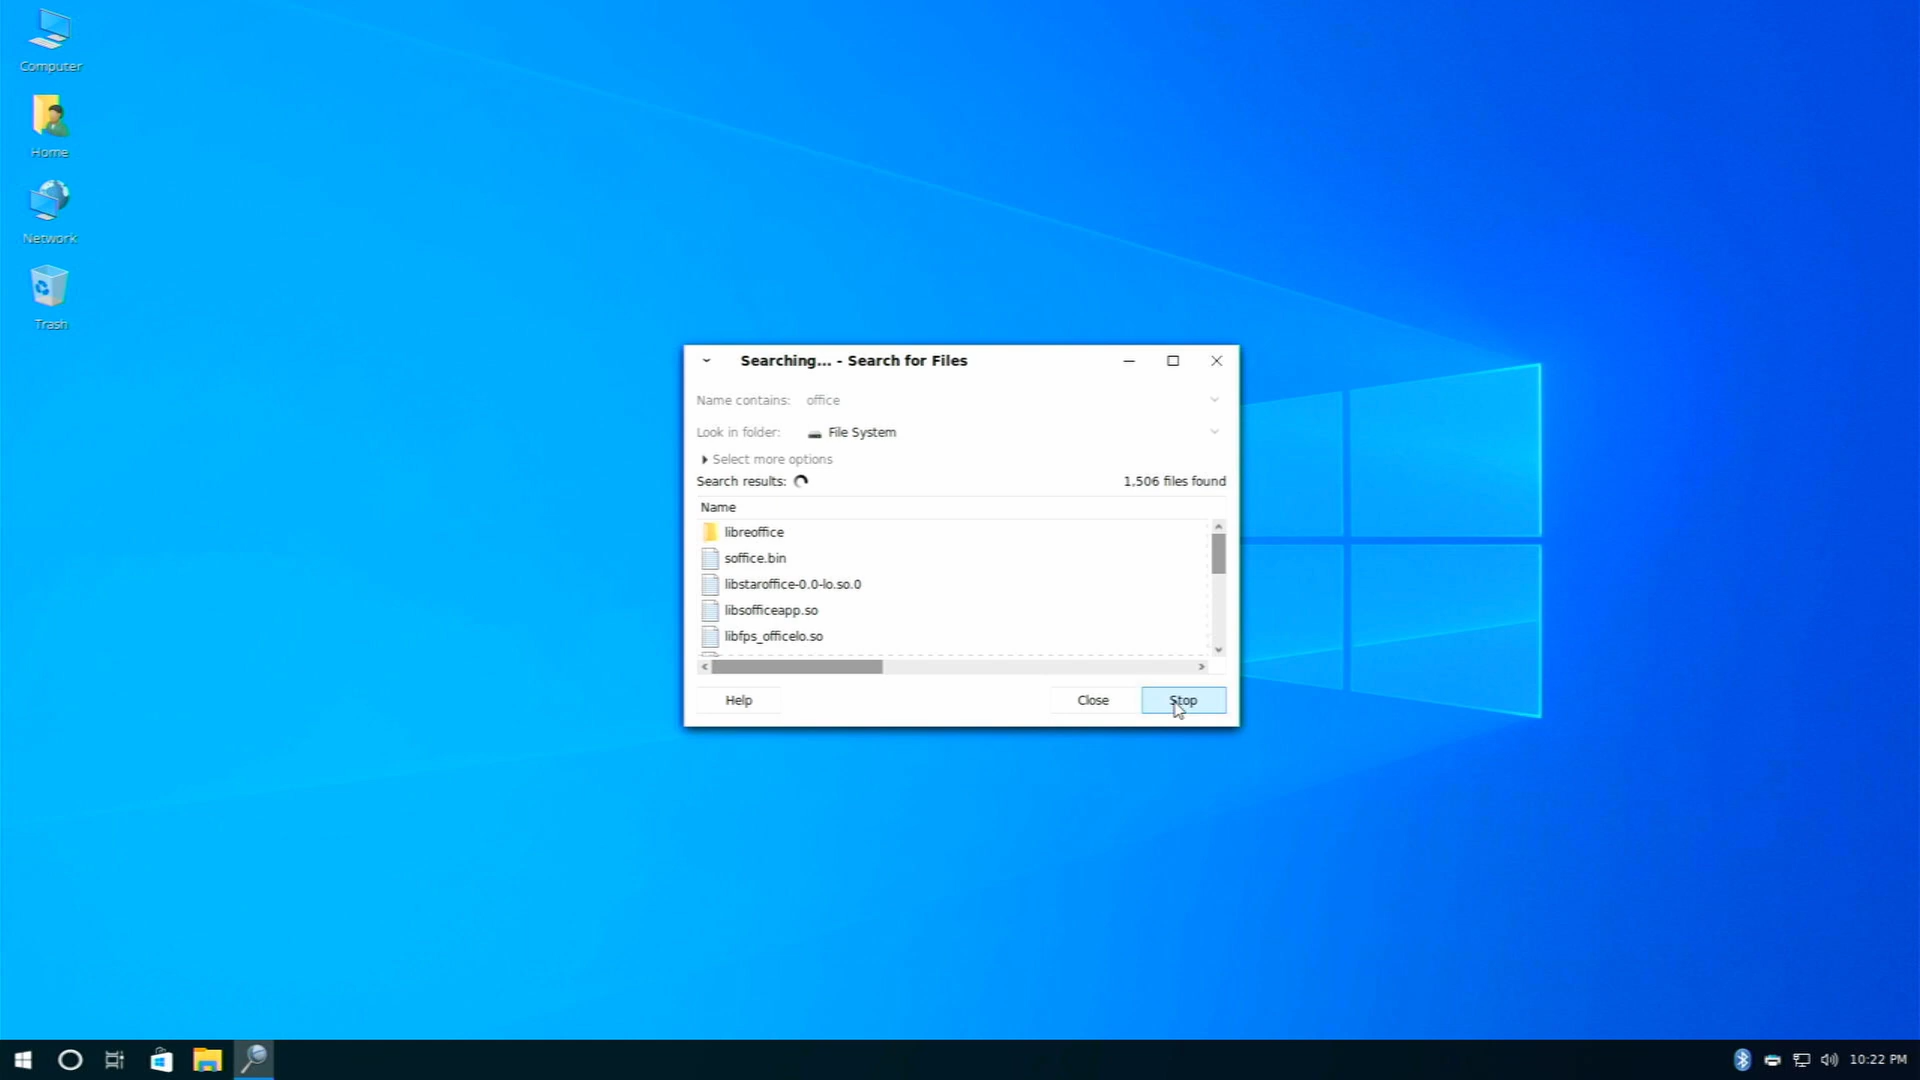 Computer
Home
Network
Trash
Searching... - Search for Files
Name contains: office
Look in folder: File System
Select more options
Search results: 1,506 files found
Name
libreoffice
soffice.bin
libstaroffice-0.0-lo.so.0
libsofficeapp.so
libfps_officelo.so
Help Close Stop
10:22 PM